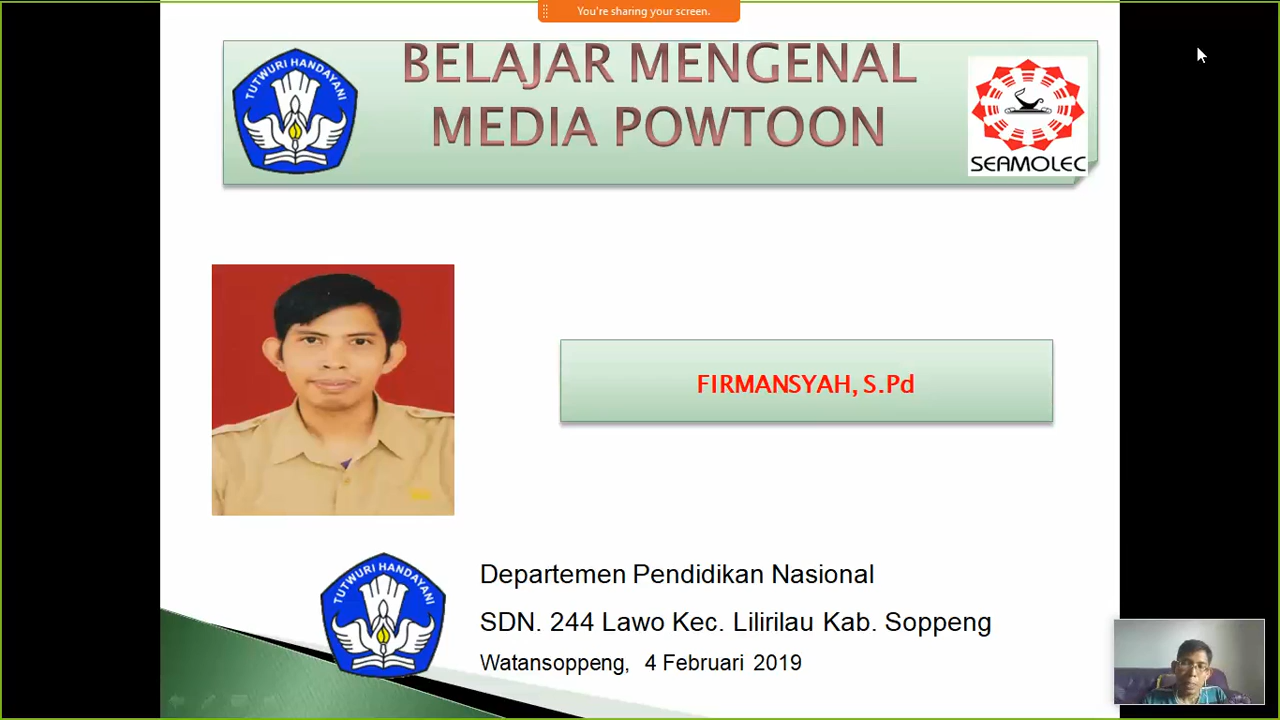 You're sharing your screen.
BELAJAR MENGENAL
MEDIA POWTOON
TUTWURI HANDAYANI
SEAMOLEC
FIRMANSYAH, S.Pd
TUTWURI HANDAYANI
Departemen Pendidikan Nasional
SDN. 244 Lawo Kec. Lilirilau Kab. Soppeng
Watansoppeng, 4 Februari 2019